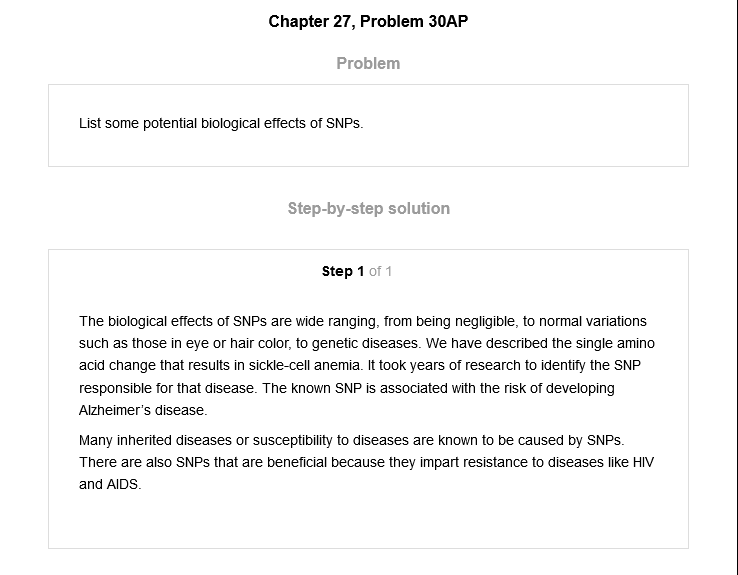 Chapter 27, Problem 30AP
Problem
List some potential biological effects of SNPs.
Step-by-step solution
Step 1 of 1
The biological effects of SNPs are wide ranging, from being negligible, to normal variations
such as those in eye or hair color, to genetic diseases. We have described the single amino
acid change that results in sickle-cell anemia. It took years of research to identify the SNP
responsible for that disease. The known SNP is associated with the risk of developing
Alzheimer's disease.
Many inherited diseases or susceptibility to diseases are known to be caused by SNPs.
There are also SNPs that are beneficial because they impart resistance to diseases like HIV
and AIDS.